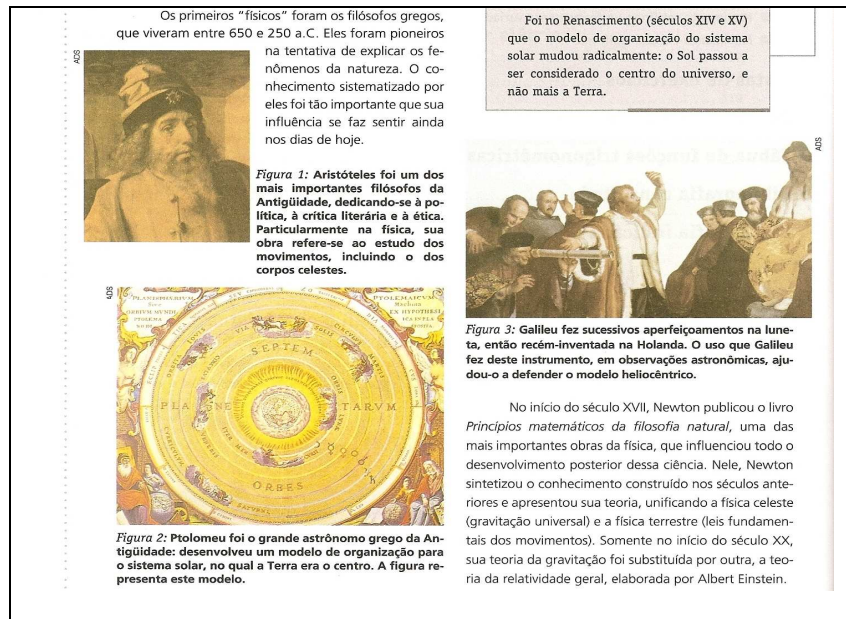 Os primeiros "físicos" foram os filósofos gregos,
que viveram entre 650 e 250 a.C. Eles foram pioneiros
na tentativa de explicar os fe-
nômenos da natureza. O co-
nhecimento sistematizado por
eles foi tão importante que sua
influência se faz sentir ainda
nos dias de hoje.
ADS
Figura 1: Aristóteles foi um dos
mais importantes filósofos da
Antigüidade, dedicando-se à po-
lítica, à crítica literária e à ética.
Particularmente na física, sua
obra refere-se ao estudo dos
movimentos, incluindo o dos
corpos celestes.
ADS
PLANISPHÆRIVM
PTOLEMAICVM
SEPTEM
PLANE TARVM
ORBES
Figura 2: Ptolomeu foi o grande astrônomo grego da An-
tigüidade: desenvolveu um modelo de organização para
o sistema solar, no qual a Terra era o centro. A figura re-
presenta este modelo.
Foi no Renascimento (séculos XIV e XV)
que o modelo de organização do sistema
solar mudou radicalmente: o Sol passou a
ser considerado o centro do universo, e
não mais a Terra.
ADS
Figura 3: Galileu fez sucessivos aperfeiçoamentos na lune-
ta, então recém-inventada na Holanda. O uso que Galileu
fez deste instrumento, em observações astronômicas, aju-
dou-o a defender o modelo heliocêntrico.
No início do século XVII, Newton publicou o livro
Princípios matemáticos da filosofia natural, uma das
mais importantes obras da física, que influenciou todo o
desenvolvimento posterior dessa ciência. Nele, Newton
sintetizou o conhecimento construído nos séculos ante-
riores e apresentou sua teoria, unificando a física celeste
(gravitação universal) e a física terrestre (leis fundamen-
tais dos movimentos). Somente no início do século XX,
sua teoria da gravitação foi substituída por outra, a teo-
ria da relatividade geral, elaborada por Albert Einstein.